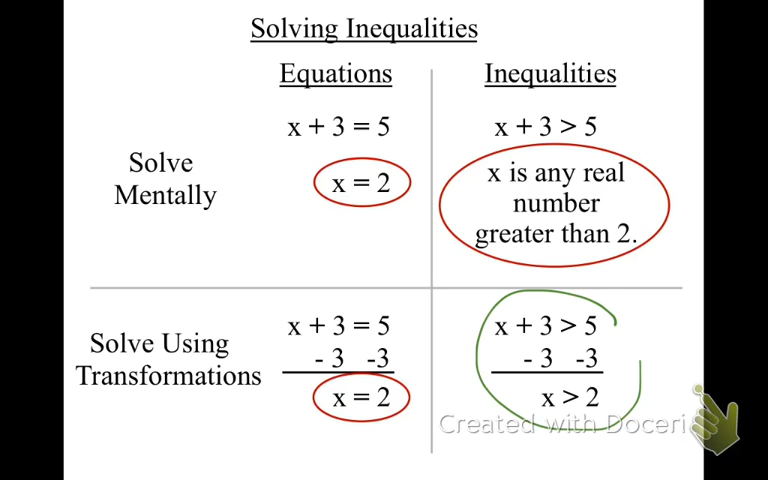 Solving Inequalities
Equations
Inequalities
Solve
Mentally
x + 3 = 5
x = 2
x + 3 > 5
x is any real
number
greater than 2.
Solve Using
Transformations
x + 3 = 5
- 3 -3
x = 2
x + 3 > 5
- 3 -3
x > 2
Created with Doceri